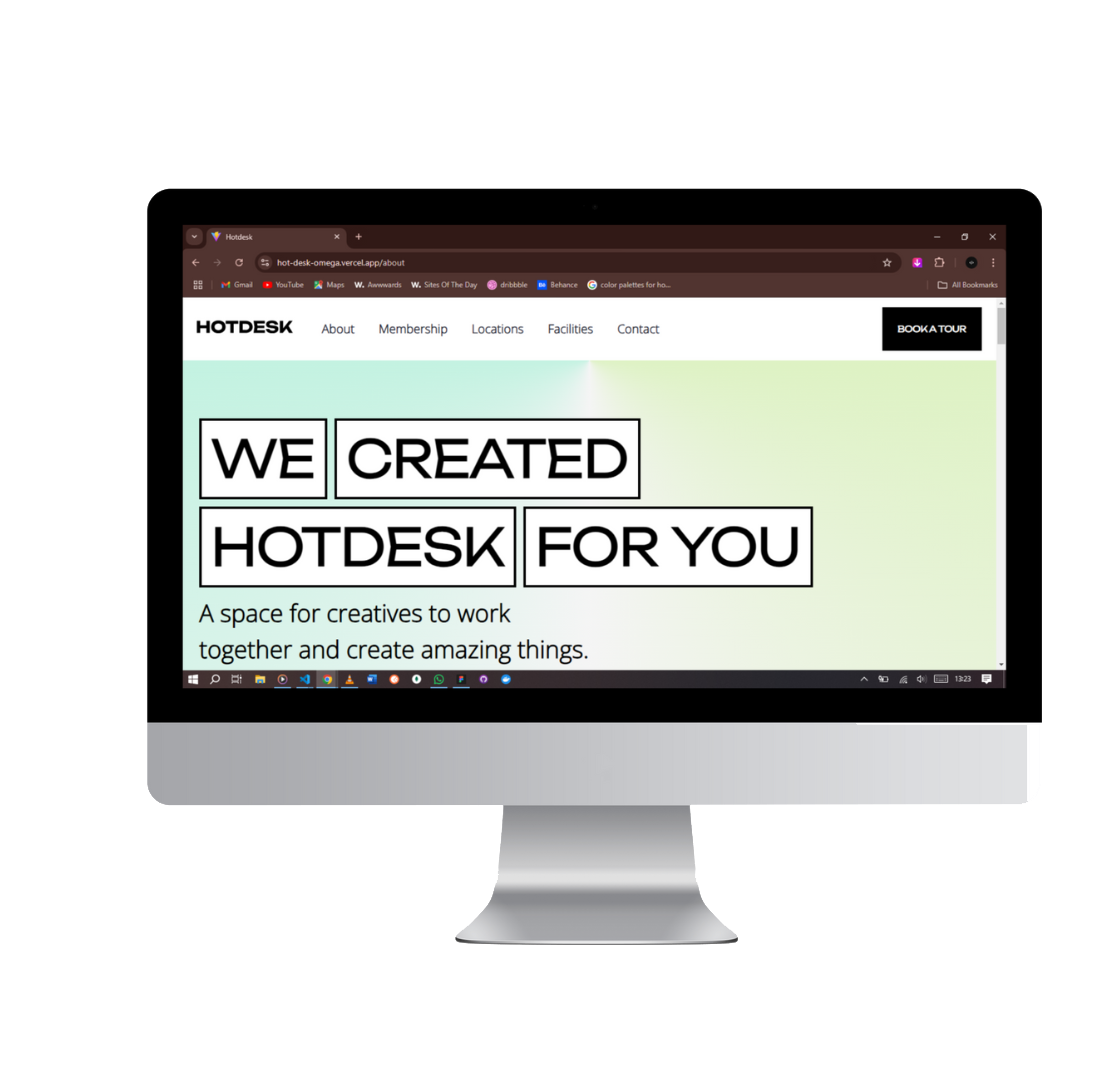 Hotdesk
hot-desk-omega.vercel.app/about
Gmail YouTube Maps W. Awwwards W. Sites Of The Day dribbble Bē Behance G color palettes for ho... All Bookmarks
HOTDESK About Membership Locations Facilities Contact BOOK A TOUR
WE CREATED
HOTDESK FOR YOU
A space for creatives to work
together and create amazing things.
13:23